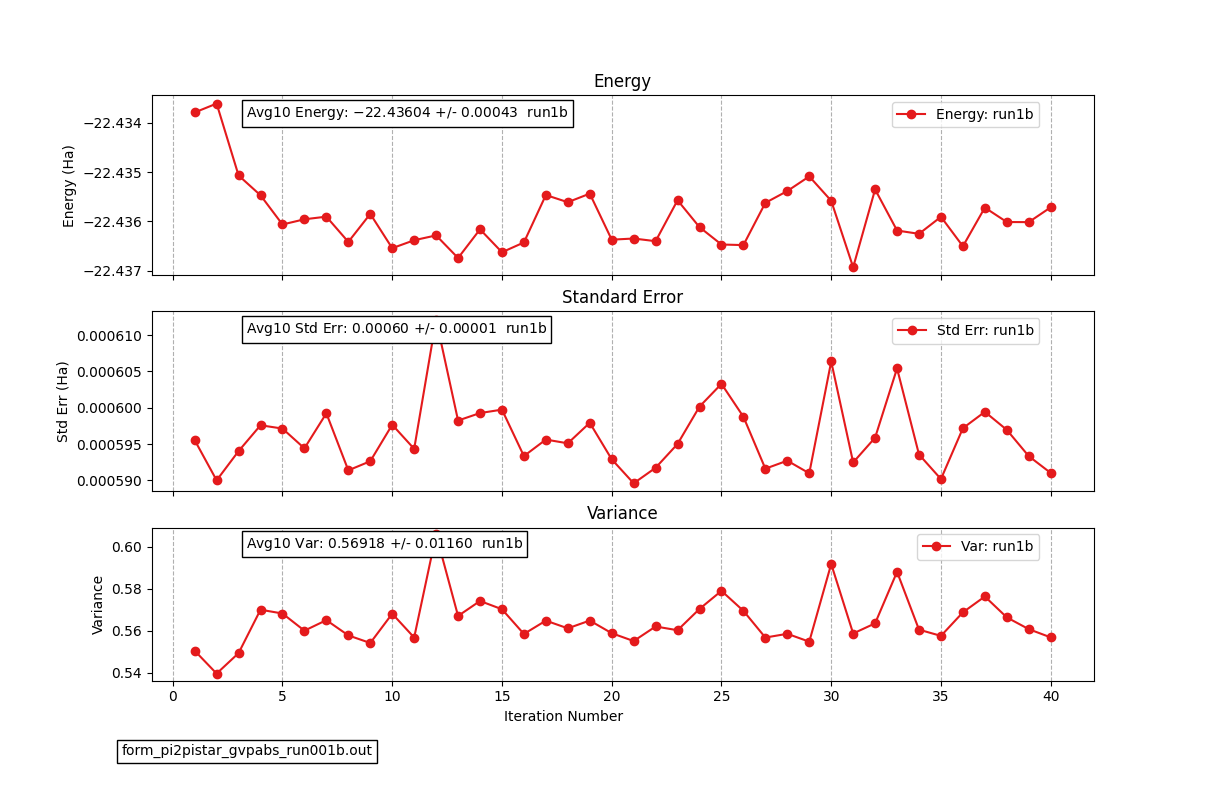 Energy
Avg10 Energy: −22.43604 +/- 0.00043  run1b
Energy: run1b
−22.434
−22.435
−22.436
−22.437
Energy (Ha)
Standard Error
Avg10 Std Err: 0.00060 +/- 0.00001  run1b
Std Err: run1b
0.000610
0.000605
0.000600
0.000595
0.000590
Std Err (Ha)
Variance
Avg10 Var: 0.56918 +/- 0.01160  run1b
Var: run1b
0.60
0.58
0.56
0.54
Variance
0 5 10 15 20 25 30 35 40
Iteration Number
form_pi2pistar_gvpabs_run001b.out